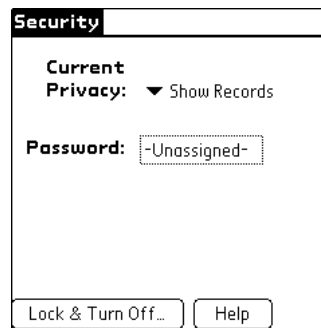 Security
Current
Privacy: Show Records
Password: -Unassigned-
Lock & Turn Off... Help